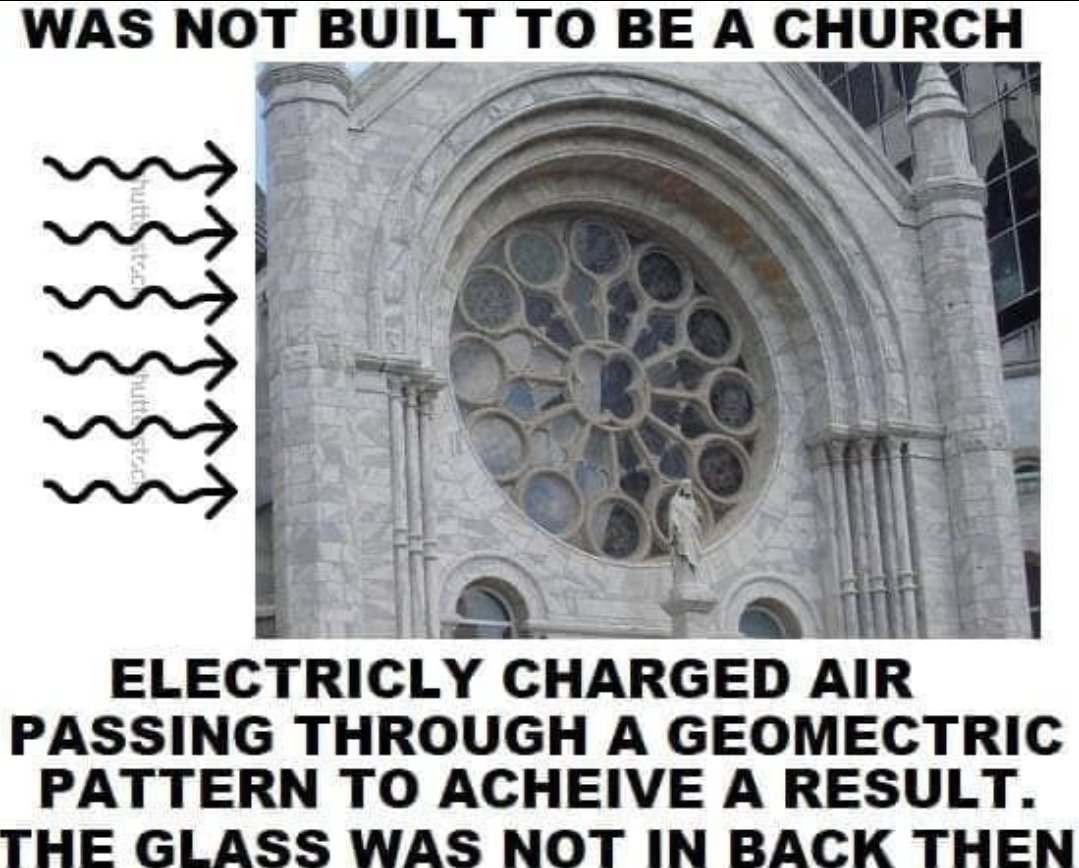 WAS NOT BUILT TO BE A CHURCH
ELECTRICLY CHARGED AIR
PASSING THROUGH A GEOMECTRIC
PATTERN TO ACHEIVE A RESULT.
THE GLASS WAS NOT IN BACK THEN